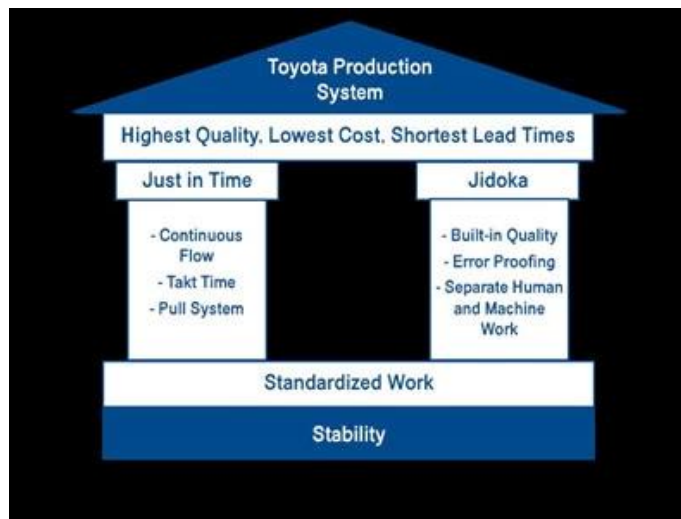 Toyota Production
System
Highest Quality, Lowest Cost, Shortest Lead Times
Just in Time
Jidoka
- Continuous
Flow
- Takt Time
- Pull System
- Built-in Quality
- Error Proofing
- Separate Human
and Machine
Work
Standardized Work
Stability